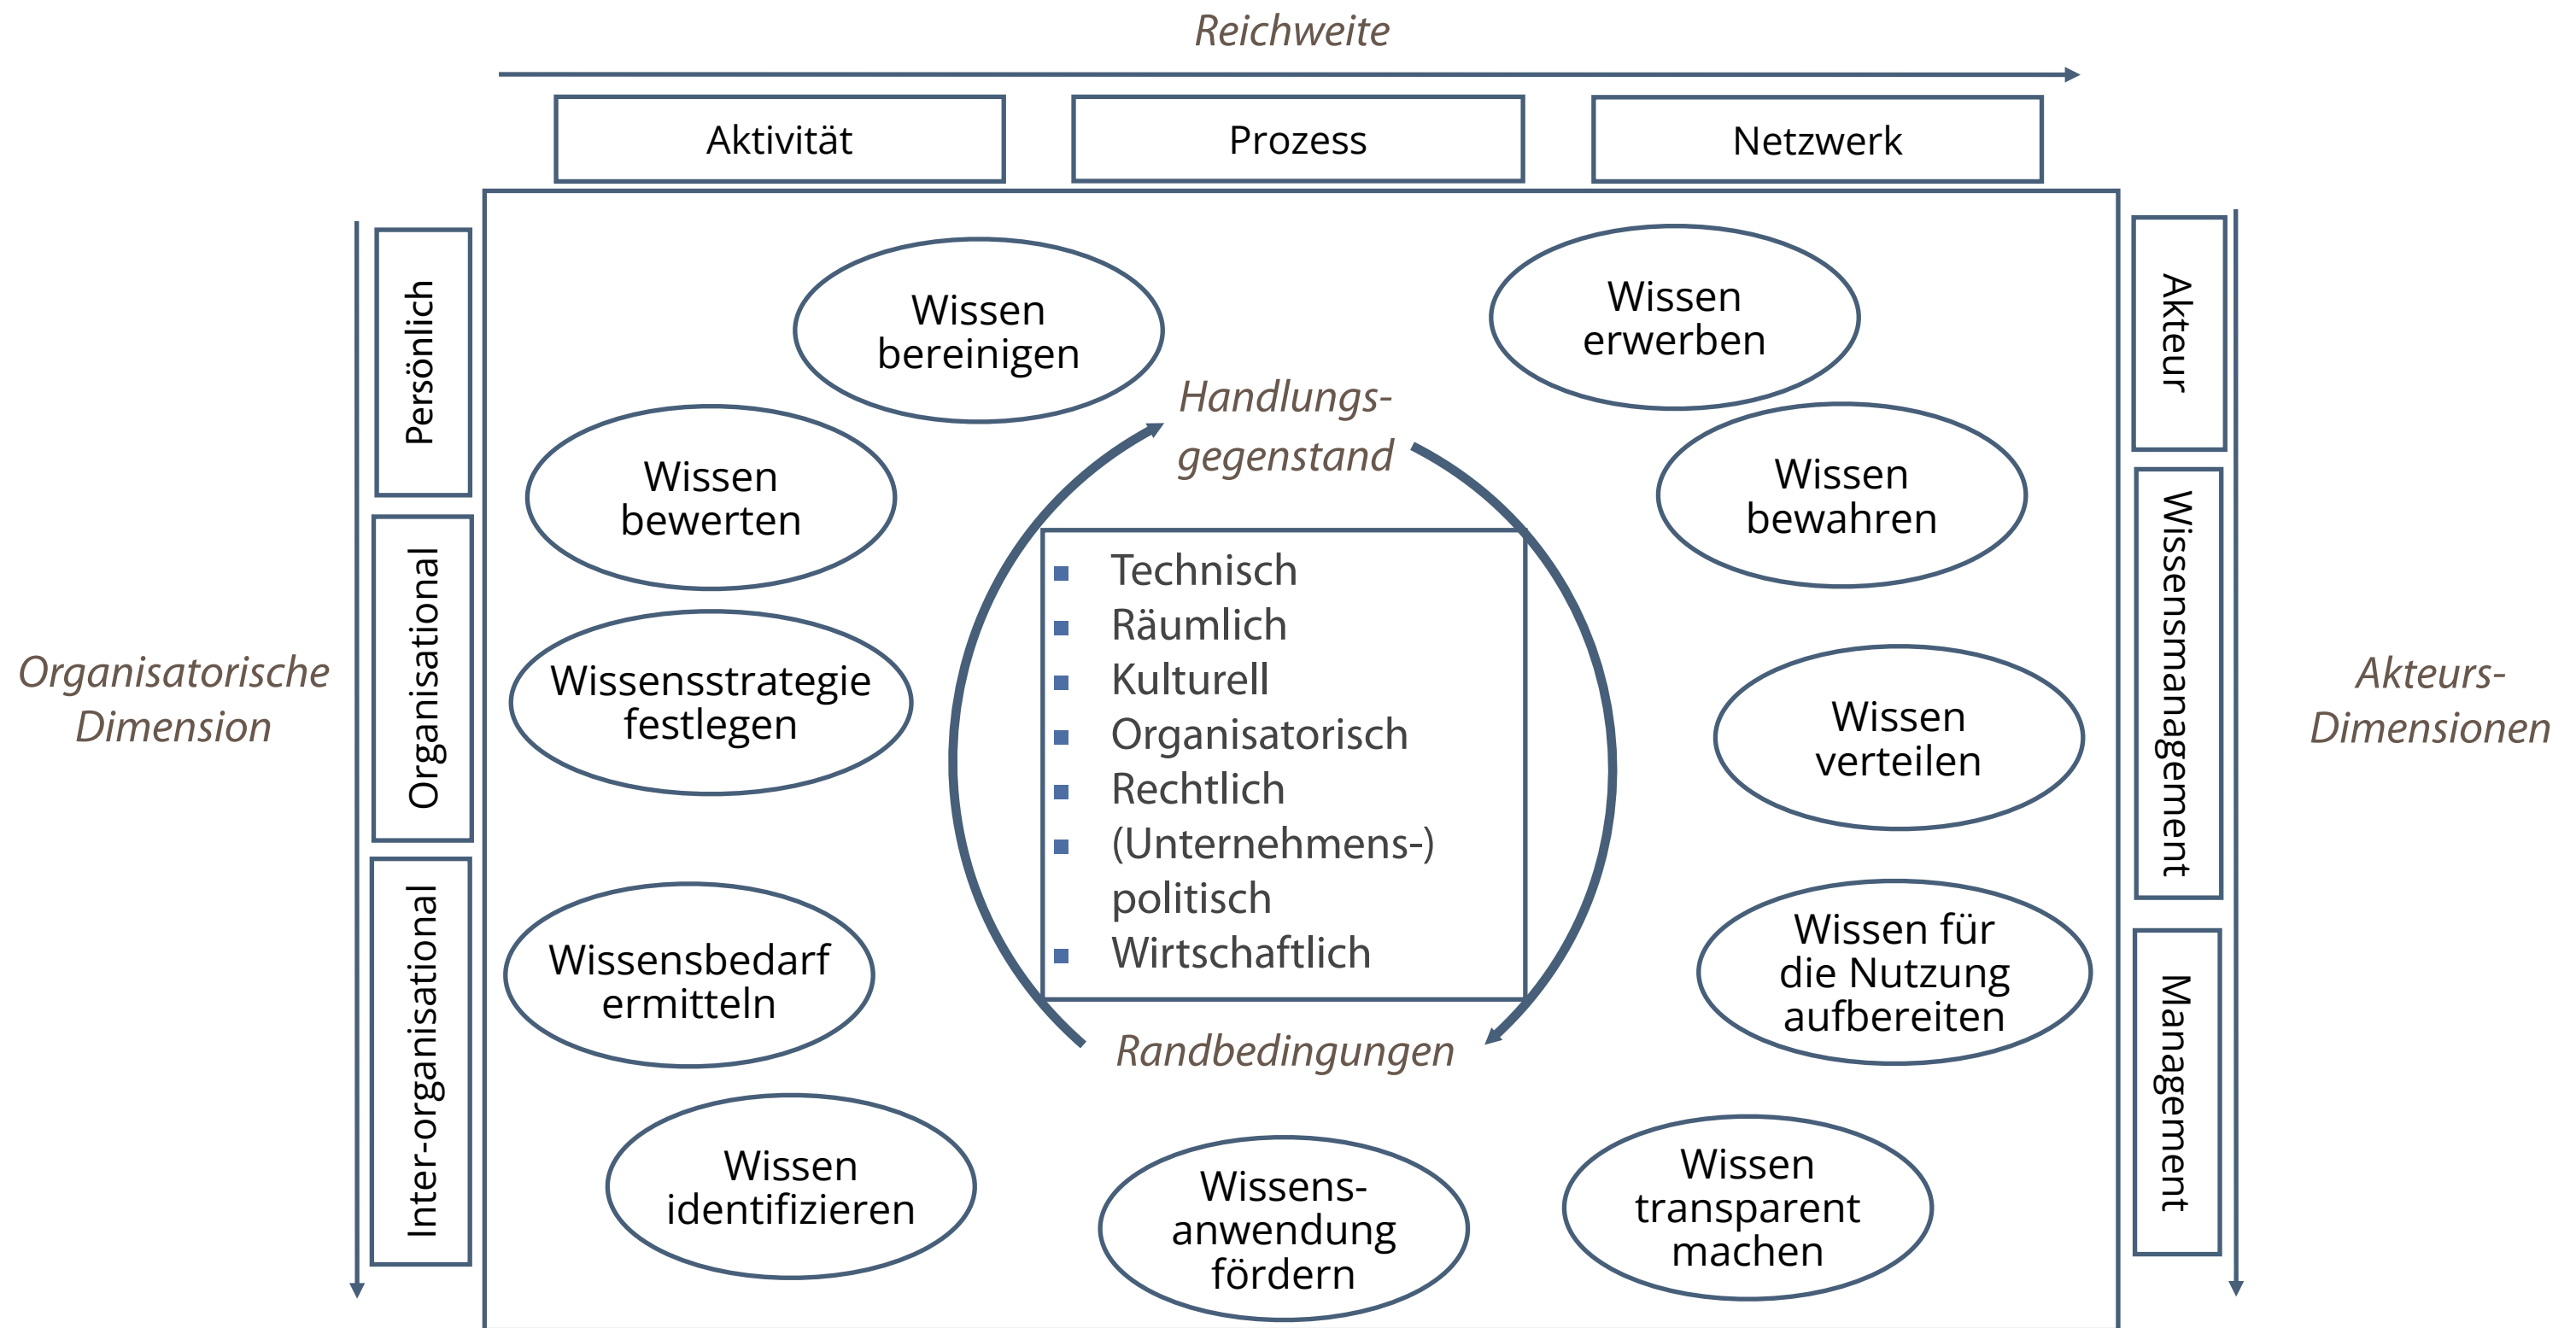 Reichweite
Aktivität
Prozess
Netzwerk
Organisatorische
Dimension
Persönlich
Organisational
Inter-organisational
Wissen
bereinigen
Wissen
erwerben
Wissen
bewerten
Wissen
bewahren
Wissensstrategie
festlegen
Wissen
verteilen
Wissensbedarf
ermitteln
Wissen für
die Nutzung
aufbereiten
Wissen
identifizieren
Wissens-
anwendung
fördern
Wissen
transparent
machen
Handlungs-
gegenstand
Technisch
Räumlich
Kulturell
Organisatorisch
Rechtlich
(Unternehmens-)
politisch
Wirtschaftlich
Randbedingungen
Akteur
Wissensmanagement
Management
Akteurs-
Dimensionen